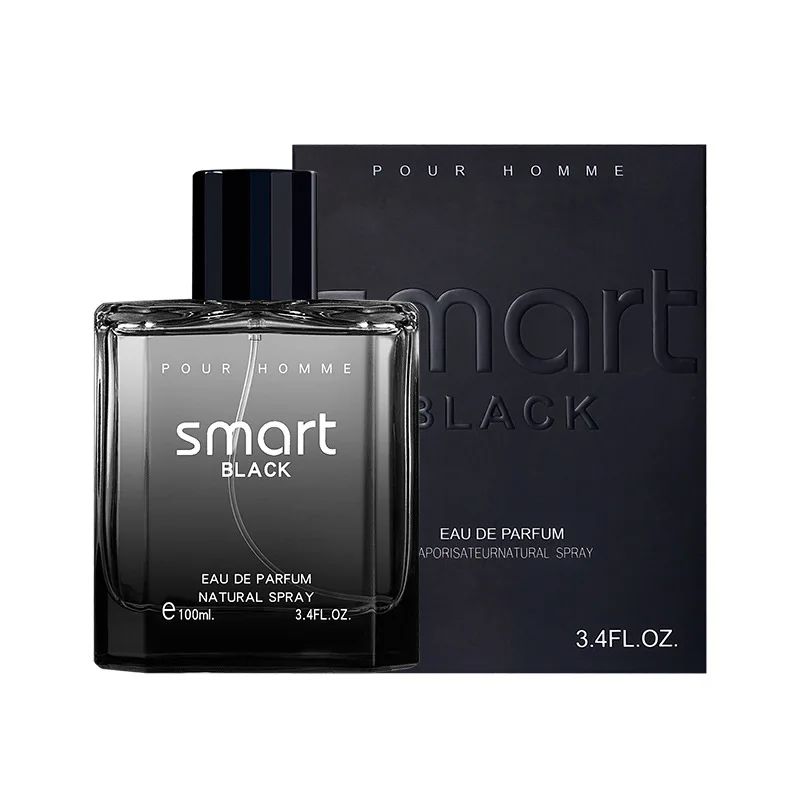 POUR HOMME
smart
BLACK
EAU DE PARFUM
NATURAL SPRAY
e 100ml. 3.4FL.OZ.
POUR HOMME
smart
BLACK
EAU DE PARFUM
APORISATEURNATURAL SPRAY
3.4FL.OZ.